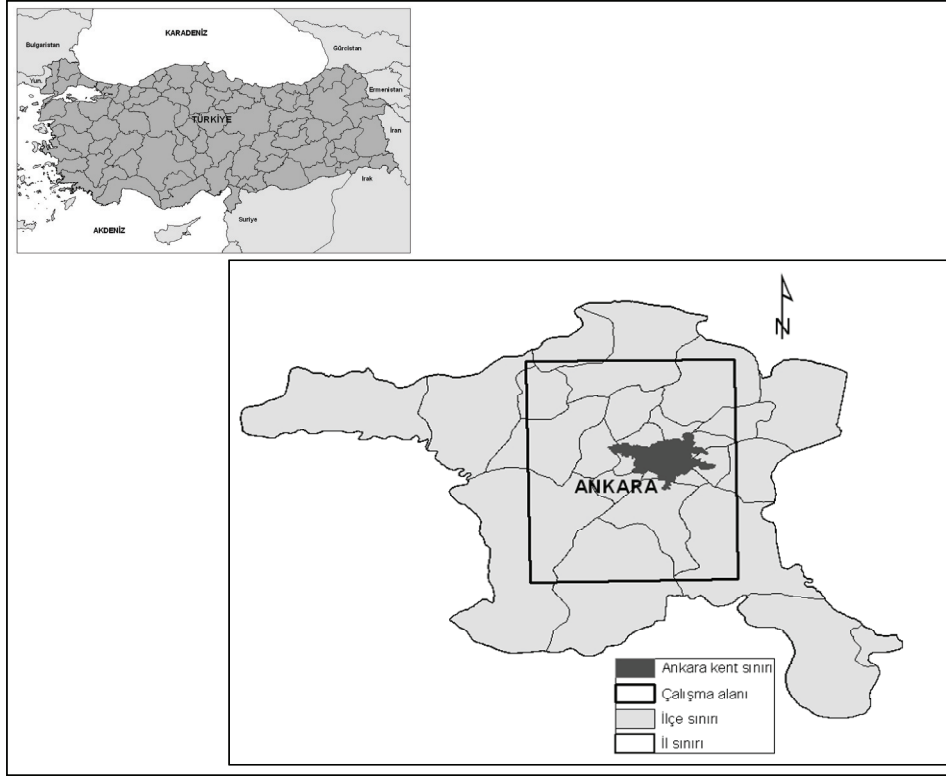 KARADENİZ
Bulgaristan
Gürcistan
Yun.
Ermenistan
TÜRKİYE
İran
Irak
Suriye
AKDENİZ
N
ANKARA
Ankara kent sınırı
Çalışma alanı
İlçe sınırı
İl sınırı